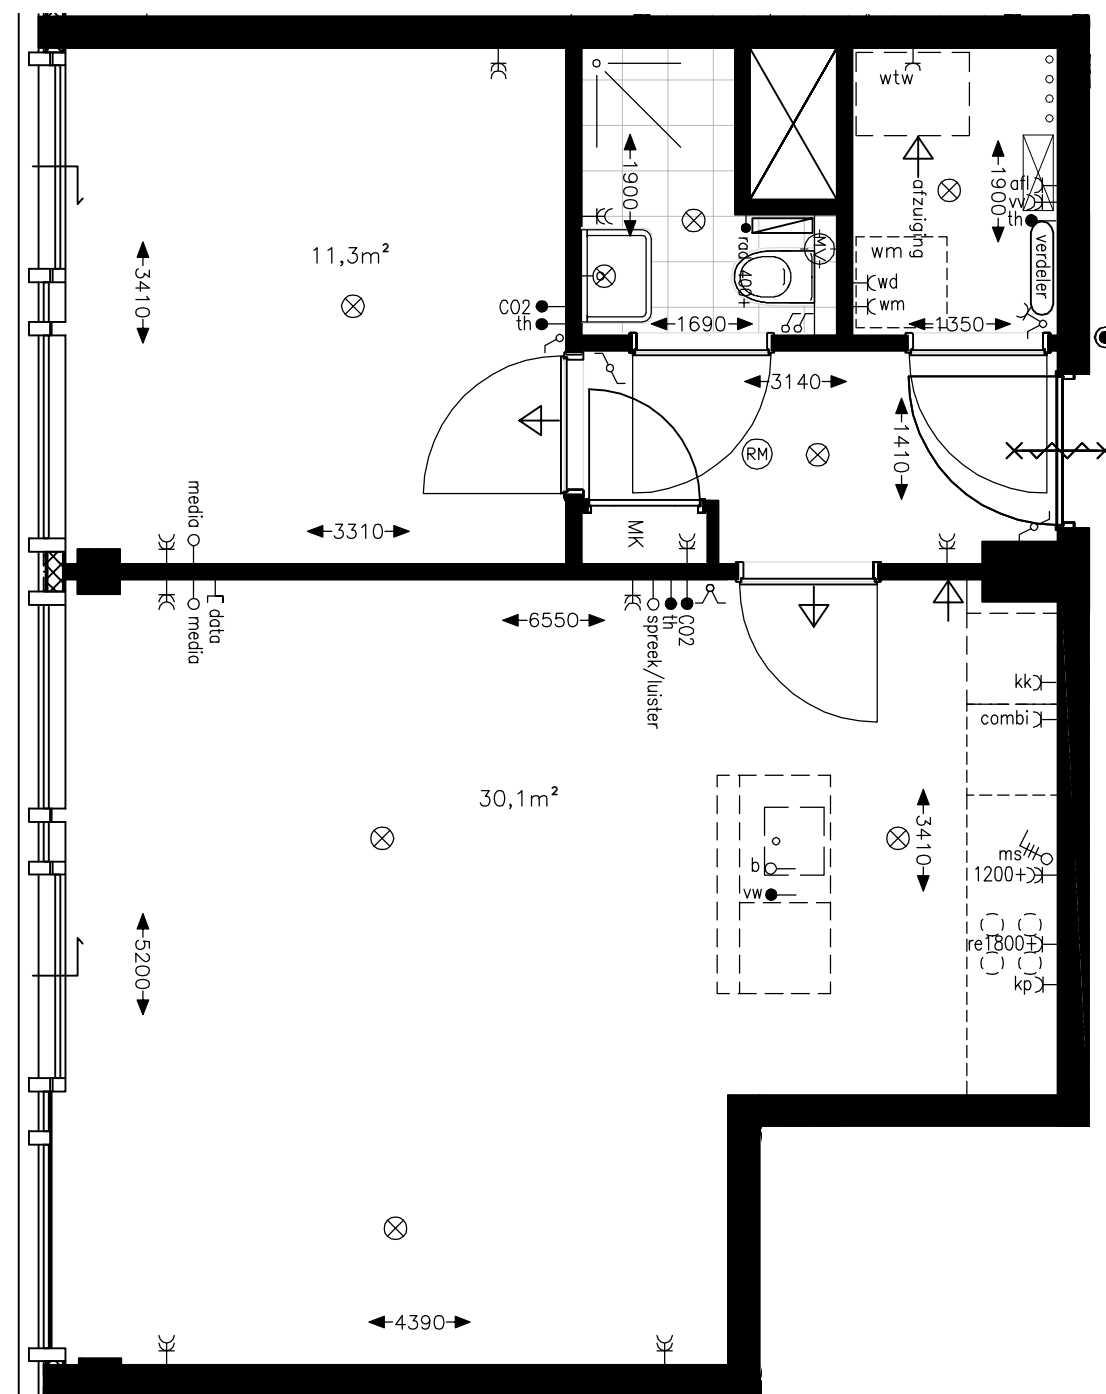 wtw
1900
afzuiging
1900
afl
vv
th
verdeler
wm
wd
wm
MV
rad 400+
11,3m²
3410
CO2
th
1690
1350
3140
1410
RM
media
3310
MK
media
data
6550
spreek/luister
th
CO2
kk
combi
30,1m²
3410
b
vw
ms
1200+
re1800+
kp
5200
4390